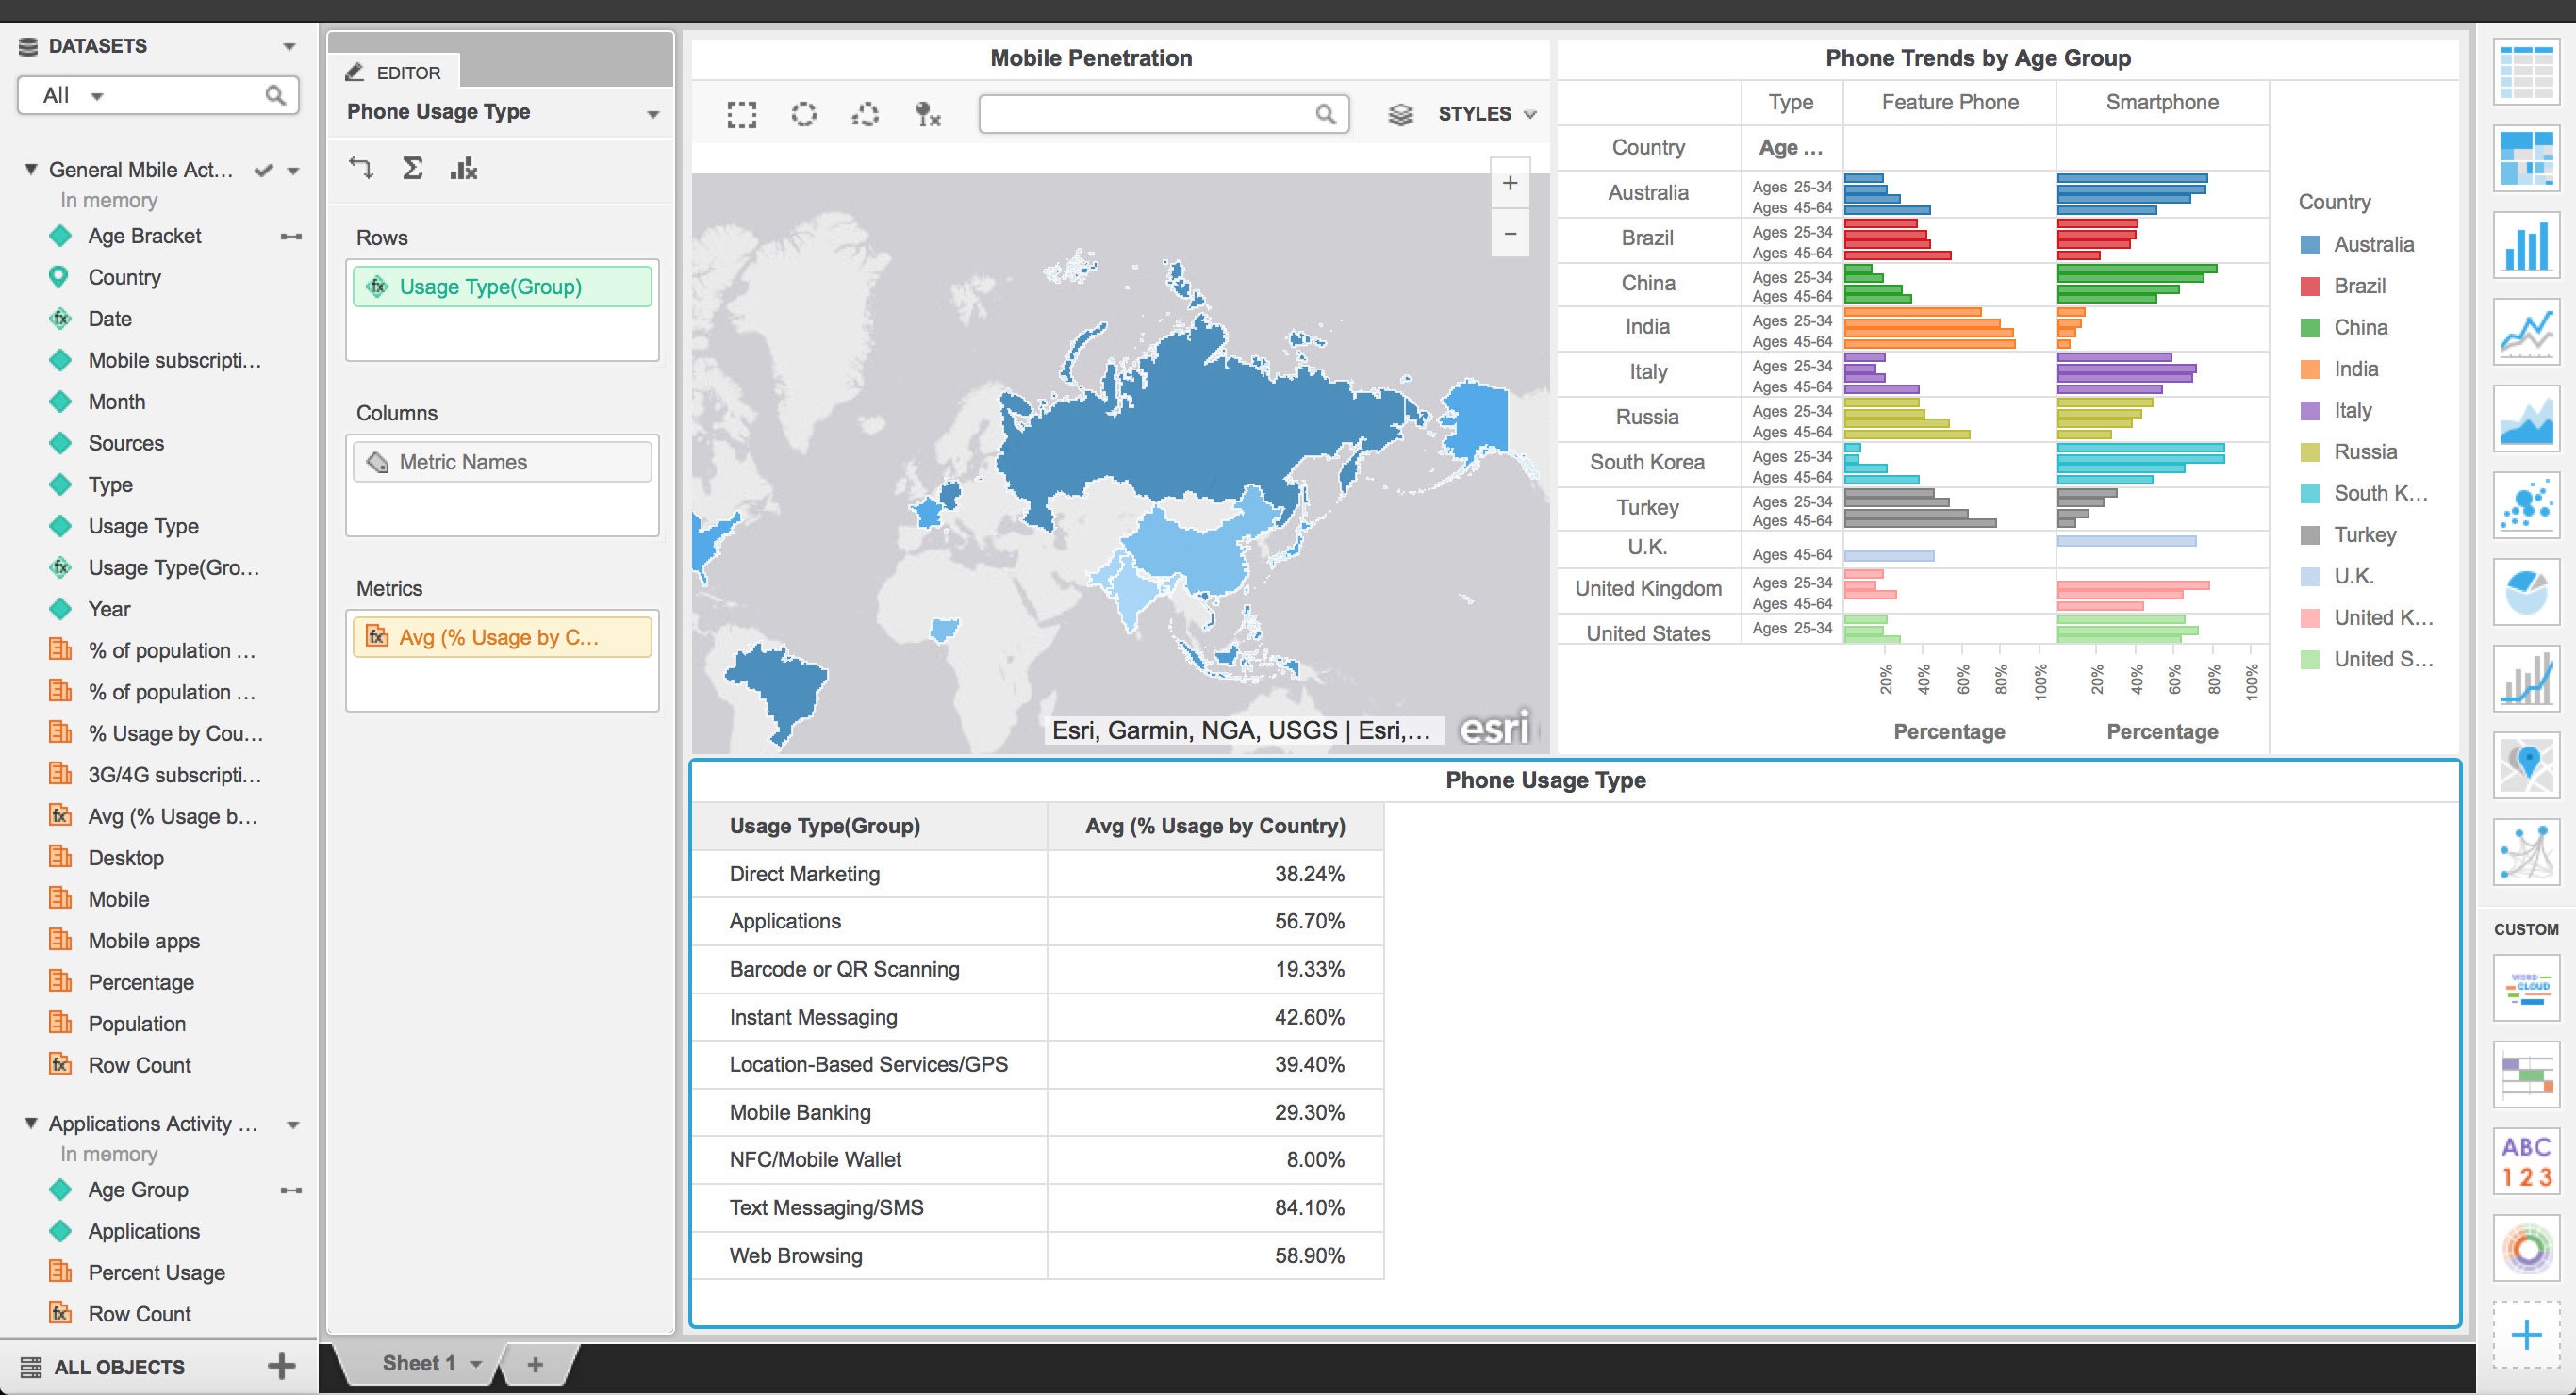 DATASETS
All
General Mbile Act...
In memory
Age Bracket
Country
Date
Mobile subscripti...
Month
Sources
Type
Usage Type
Usage Type(Gro...
Year
% of population ...
% of population ...
% Usage by Cou...
3G/4G subscripti...
Avg (% Usage b...
Desktop
Mobile
Mobile apps
Percentage
Population
Row Count
Applications Activity ...
In memory
Age Group
Applications
Percent Usage
Row Count
ALL OBJECTS
EDITOR
Phone Usage Type
Rows
fx Usage Type(Group)
Columns
Metric Names
Metrics
fx Avg (% Usage by C...
Mobile Penetration
STYLES
+
−
Esri, Garmin, NGA, USGS | Esri,...
esri
Phone Trends by Age Group
Type Feature Phone Smartphone
Country Age ...
Australia Ages 25-34
Ages 45-64
Brazil Ages 25-34
Ages 45-64
China Ages 25-34
Ages 45-64
India Ages 25-34
Ages 45-64
Italy Ages 25-34
Ages 45-64
Russia Ages 25-34
Ages 45-64
South Korea Ages 25-34
Ages 45-64
Turkey Ages 25-34
Ages 45-64
U.K. Ages 45-64
United Kingdom Ages 25-34
Ages 45-64
United States Ages 25-34
20% 40% 60% 80% 100% 20% 40% 60% 80% 100%
Percentage Percentage
Country
Australia
Brazil
China
India
Italy
Russia
South K...
Turkey
U.K.
United K...
United S...
Phone Usage Type
Usage Type(Group) Avg (% Usage by Country)
Direct Marketing 38.24%
Applications 56.70%
Barcode or QR Scanning 19.33%
Instant Messaging 42.60%
Location-Based Services/GPS 39.40%
Mobile Banking 29.30%
NFC/Mobile Wallet 8.00%
Text Messaging/SMS 84.10%
Web Browsing 58.90%
Sheet 1 +
CUSTOM
WORD
CLOUD
ABC
123